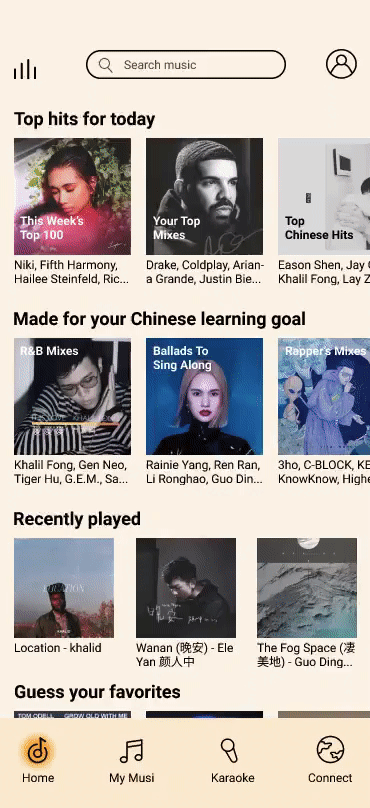 Search music
Top hits for today
This Week's
Top 100
Your Top
Mixes
Top
Chinese Hits
Niki, Fifth Harmony,
Hailee Steinfeld, Ric...
Drake, Coldplay, Arian-
a Grande, Justin Bie...
Eason Shen, Jay
Khalil Fong, Lay Z
Made for your Chinese learning goal
R&B Mixes
Ballads To
Sing Along
Rapper's Mixes
Khalil Fong, Gen Neo,
Tiger Hu, G.E.M., Sa...
Rainie Yang, Ren Ran,
Li Ronghao, Guo Din...
3ho, C-BLOCK, KE
KnowKnow, Highe
Recently played
LOCATION
KHALID
Location - khalid
Wanan (晚安) - Ele
Yan 颜人中
The Fog Space (凄
美地) - Guo Ding...
Guess your favorites
TOM ODELL
GROW OLD WITH ME
Home
My Musi
Karaoke
Connect